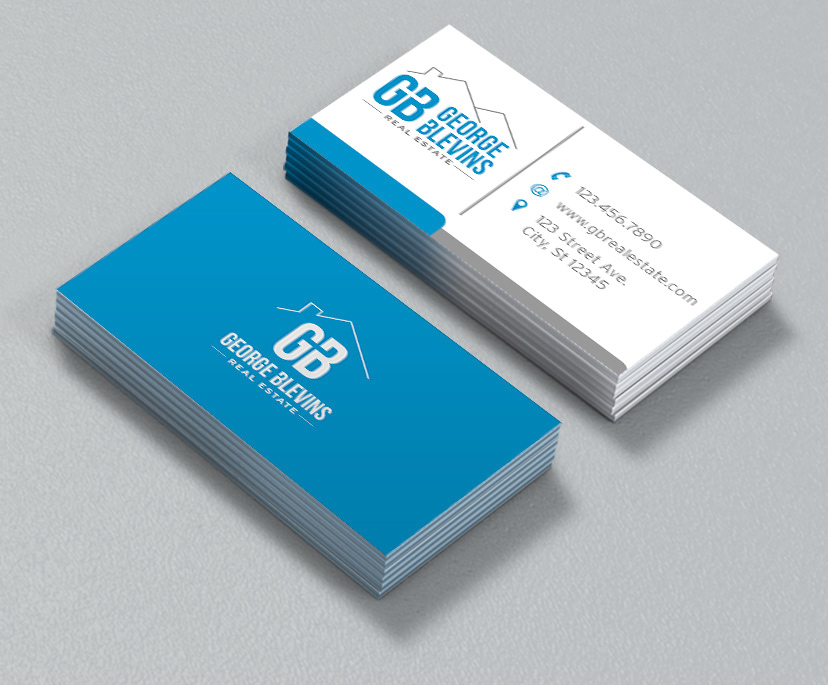 GB
GEORGE
BLEVINS
REAL ESTATE
123.456.7890
@
www.gbrealestate.com
123 Street Ave.
City, St 12345
GB
GEORGE BLEVINS
REAL ESTATE